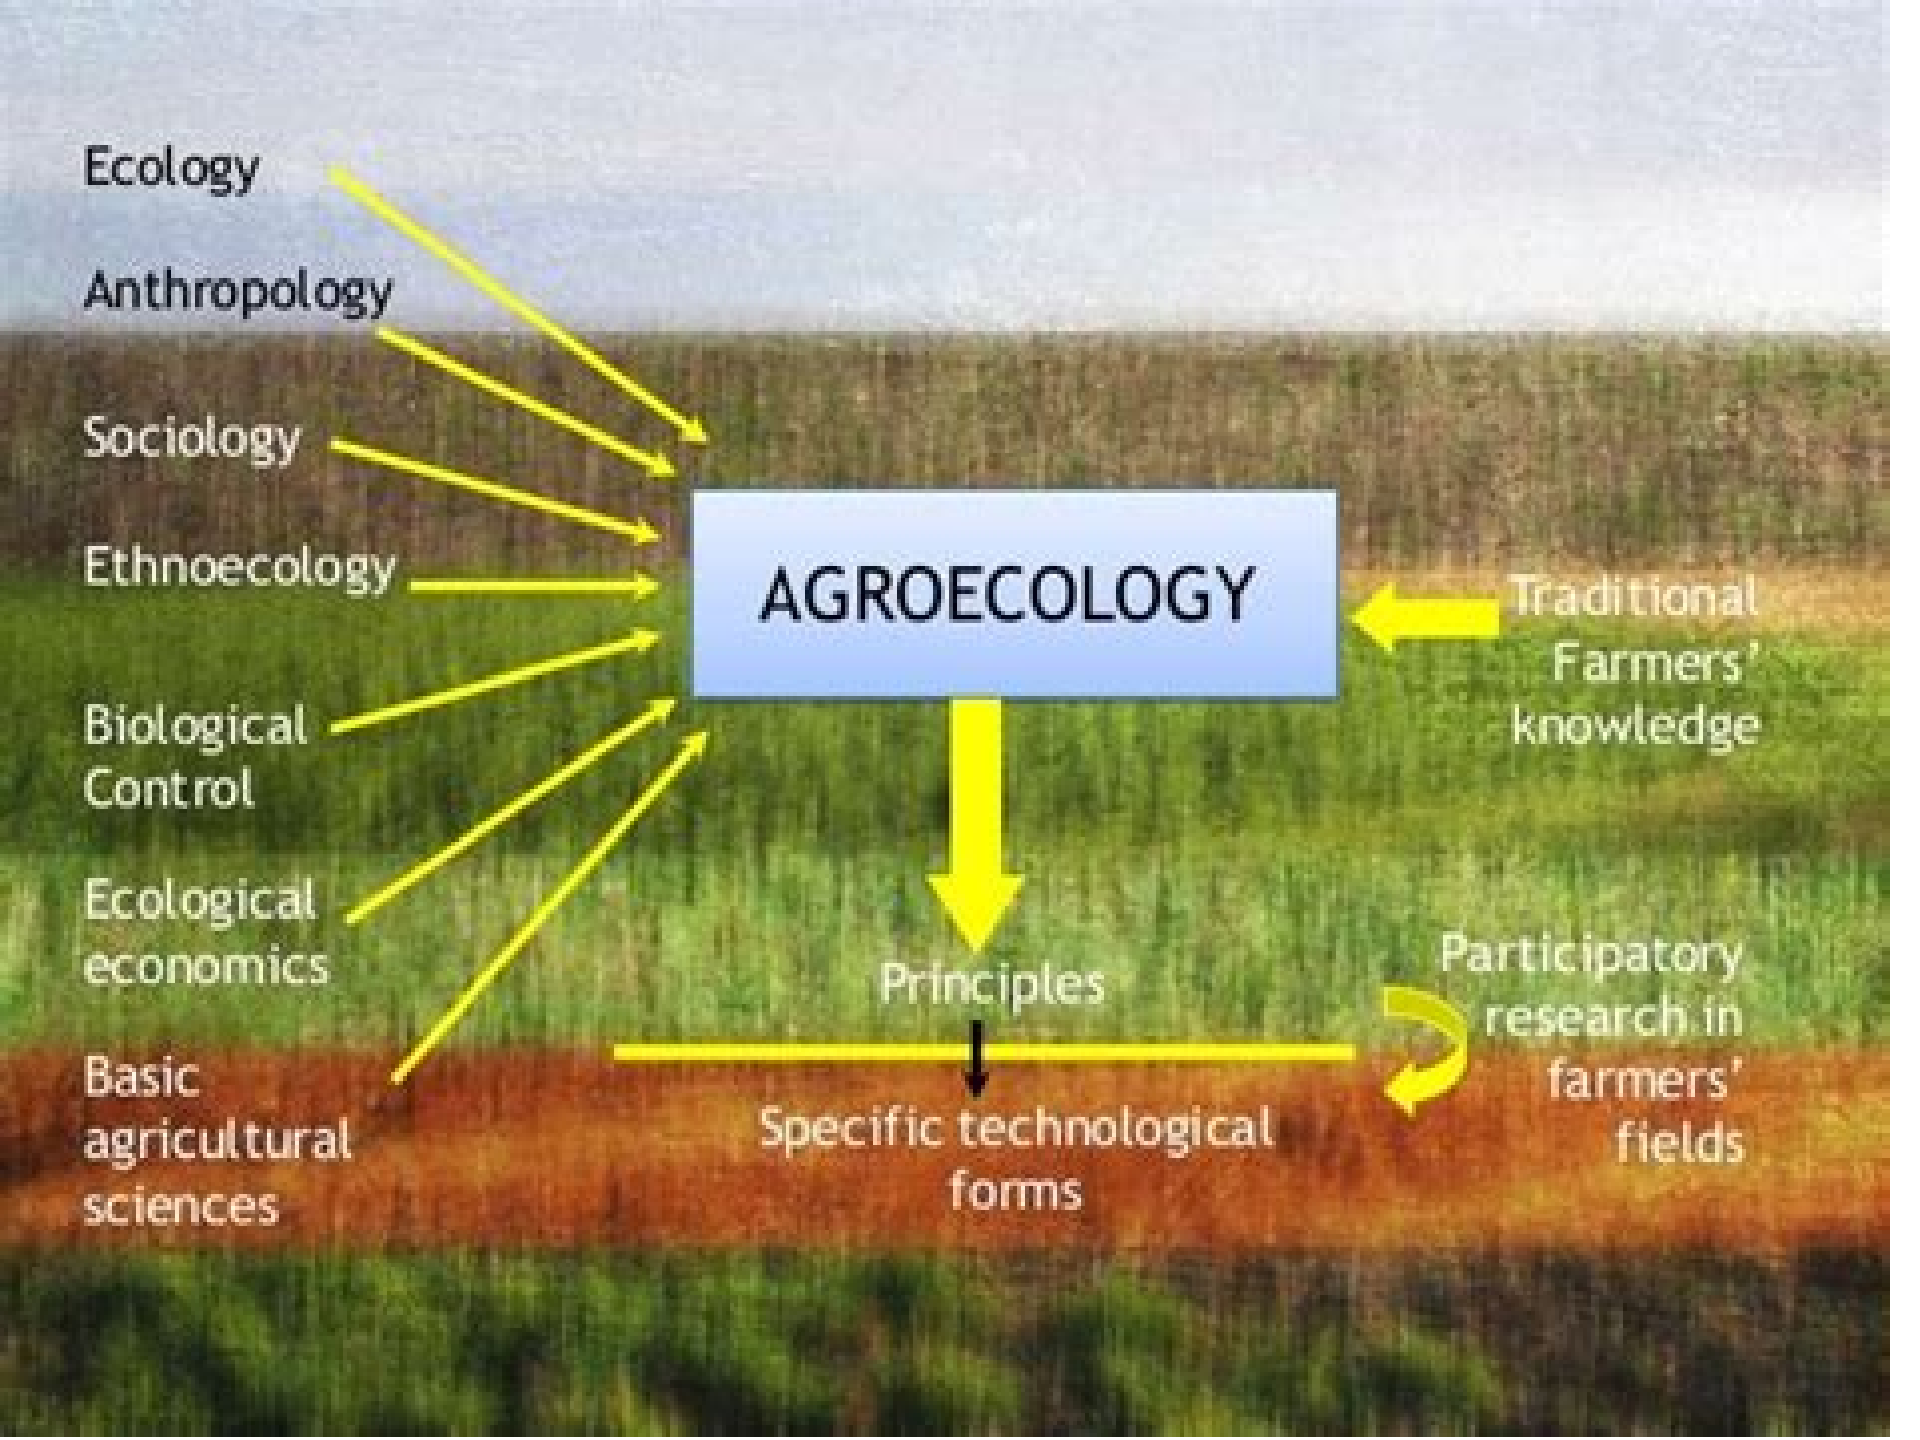 Ecology
Anthropology
Sociology
Ethnoecology
Biological
Control
Ecological
economics
Basic
agricultural
sciences
AGROECOLOGY
Traditional
Farmers’
knowledge
Principles
Specific technological
forms
Participatory
research in
farmers’
fields